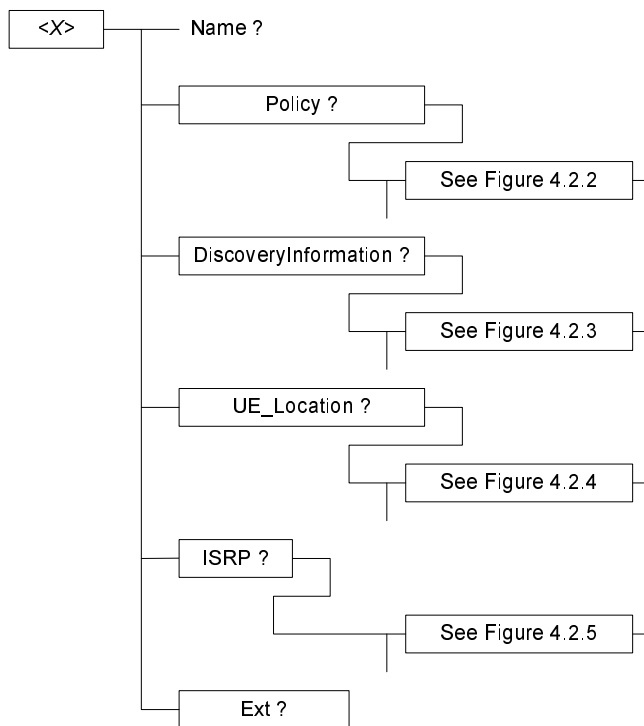 <X>
Name ?
Policy ?
See Figure 4.2.2
DiscoveryInformation ?
See Figure 4.2.3
UE_Location ?
See Figure 4.2.4
ISRP ?
See Figure 4.2.5
Ext ?